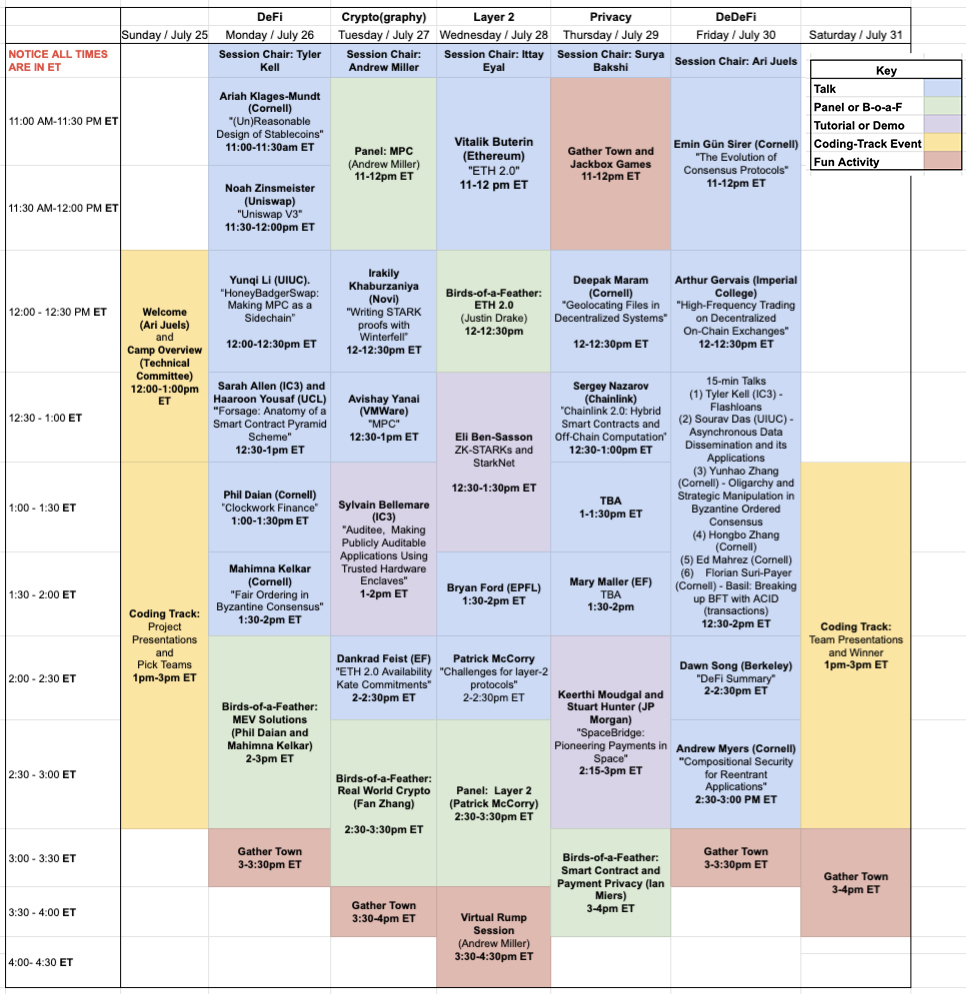 DeFi
Crypto(graphy)
Layer 2
Privacy
DeDeFi
Sunday / July 25
Monday / July 26
Tuesday / July 27
Wednesday / July 28
Thursday / July 29
Friday / July 30
Saturday / July 31
NOTICE ALL TIMES
ARE IN ET
Session Chair: Tyler
Kell
Session Chair:
Andrew Miller
Session Chair: Ittay
Eyal
Session Chair: Surya
Bakshi
Session Chair: Ari Juels
Key
Talk
Panel or B-o-a-F
Tutorial or Demo
Coding-Track Event
Fun Activity
11:00 AM-11:30 PM ET
Ariah Klages-Mundt
(Cornell)
"(Un)Reasonable
Design of Stablecoins"
11:00-11:30am ET
Panel: MPC
(Andrew Miller)
11-12pm ET
Vitalik Buterin
(Ethereum)
"ETH 2.0"
11-12 pm ET
Gather Town and
Jackbox Games
11-12pm ET
Emin Gün Sirer (Cornell)
"The Evolution of
Consensus Protocols"
11-12pm ET
11:30 AM-12:00 PM ET
Noah Zinsmeister
(Uniswap)
"Uniswap V3"
11:30-12:00pm ET
12:00 - 12:30 PM ET
Welcome
(Ari Juels)
and
Camp Overview
(Technical
Committee)
12:00-1:00pm
ET
Yunqi Li (UIUC).
"HoneyBadgerSwap:
Making MPC as a
Sidechain"
12:00-12:30pm ET
Irakily
Khaburzaniya
(Novi)
"Writing STARK
proofs with
Winterfell"
12-12:30pm ET
Birds-of-a-Feather:
ETH 2.0
(Justin Drake)
12-12:30pm
Deepak Maram
(Cornell)
"Geolocating Files in
Decentralized Systems"
12-12:30pm ET
Arthur Gervais (Imperial
College)
"High-Frequency Trading
on Decentralized
On-Chain Exchanges"
12-12:30pm ET
12:30 - 1:00 ET
Sarah Allen (IC3) and
Haaroon Yousaf (UCL)
"Forsage: Anatomy of a
Smart Contract Pyramid
Scheme"
12:30-1pm ET
Avishay Yanai
(VMWare)
"MPC"
12:30-1pm ET
Eli Ben-Sasson
ZK-STARKs and
StarkNet
12:30-1:30pm ET
Sergey Nazarov
(Chainlink)
"Chainlink 2.0: Hybrid
Smart Contracts and
Off-Chain Computation"
12:30-1:00pm ET
15-min Talks
(1) Tyler Kell (IC3) -
Flashloans
(2) Sourav Das (UIUC) -
Asynchronous Data
Dissemination and its
Applications
(3) Yunhao Zhang
(Cornell) - Oligarchy and
Strategic Manipulation in
Byzantine Ordered
Consensus
(4) Hongbo Zhang
(Cornell)
(5) Ed Mahrez (Cornell)
(6) Florian Suri-Payer
(Cornell) - Basil: Breaking
up BFT with ACID
(transactions)
12:30-2pm ET
1:00 - 1:30 ET
Coding Track:
Project
Presentations
and
Pick Teams
1pm-3pm ET
Phil Daian (Cornell)
"Clockwork Finance"
1:00-1:30pm ET
Sylvain Bellemare
(IC3)
"Auditee, Making
Publicly Auditable
Applications Using
Trusted Hardware
Enclaves"
1-2pm ET
TBA
1-1:30pm ET
Coding Track:
Team Presentations
and Winner
1pm-3pm ET
1:30 - 2:00 ET
Mahimna Kelkar
(Cornell)
"Fair Ordering in
Byzantine Consensus"
1:30-2pm ET
Bryan Ford (EPFL)
1:30-2pm ET
Mary Maller (EF)
TBA
1:30-2pm
2:00 - 2:30 ET
Birds-of-a-Feather:
MEV Solutions
(Phil Daian and
Mahimna Kelkar)
2-3pm ET
Dankrad Feist (EF)
"ETH 2.0 Availability
Kate Commitments"
2-2:30pm ET
Patrick McCorry
"Challenges for layer-2
protocols"
2-2:30pm ET
Keerthi Moudgal and
Stuart Hunter (JP
Morgan)
"SpaceBridge:
Pioneering Payments in
Space"
2:15-3pm ET
Dawn Song (Berkeley)
"DeFi Summary"
2-2:30pm ET
2:30 - 3:00 ET
Birds-of-a-Feather:
Real World Crypto
(Fan Zhang)
2:30-3:30pm ET
Panel: Layer 2
(Patrick McCorry)
2:30-3:30pm ET
Andrew Myers (Cornell)
"Compositional Security
for Reentrant
Applications"
2:30-3:00 PM ET
3:00 - 3:30 ET
Gather Town
3-3:30pm ET
Birds-of-a-Feather:
Smart Contract and
Payment Privacy (Ian
Miers)
3-4pm ET
Gather Town
3-3:30pm ET
Gather Town
3-4pm ET
3:30 - 4:00 ET
Gather Town
3:30-4pm ET
Virtual Rump
Session
(Andrew Miller)
3:30-4:30pm ET
4:00- 4:30 ET